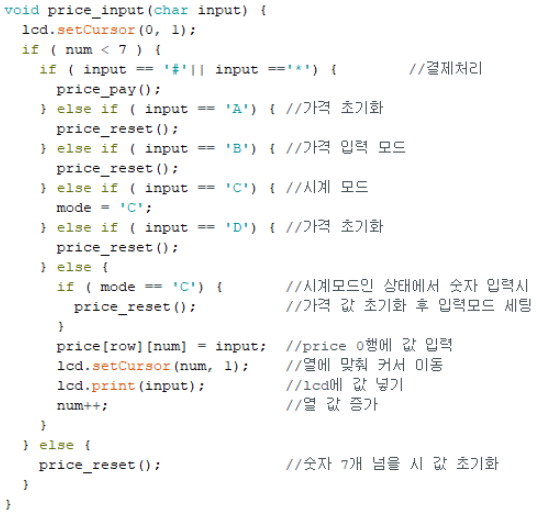 void price_input(char input) {
  lcd.setCursor(0, 1);
  if ( num < 7 ) {
    if ( input == '#'|| input =='*') {        //결제처리
      price_pay();
    } else if ( input == 'A') { //가격 초기화
      price_reset();
    } else if ( input == 'B') { //가격 입력 모드
      price_reset();
    } else if ( input == 'C') { //시계 모드
      mode = 'C';
    } else if ( input == 'D') { //가격 초기화
      price_reset();
    } else {
      if ( mode == 'C') {       //시계모드인 상태에서 숫자 입력시
        price_reset();          //가격 값 초기화 후 입력모드 세팅
      }
      price[row][num] = input;  //price 0행에 값 입력
      lcd.setCursor(num, 1);    //열에 맞춰 커서 이동
      lcd.print(input);         //lcd에 값 넣기
      num++;                    //열 값 증가
    }
  } else {
    price_reset();              //숫자 7개 넘을 시 값 초기화
  }
}